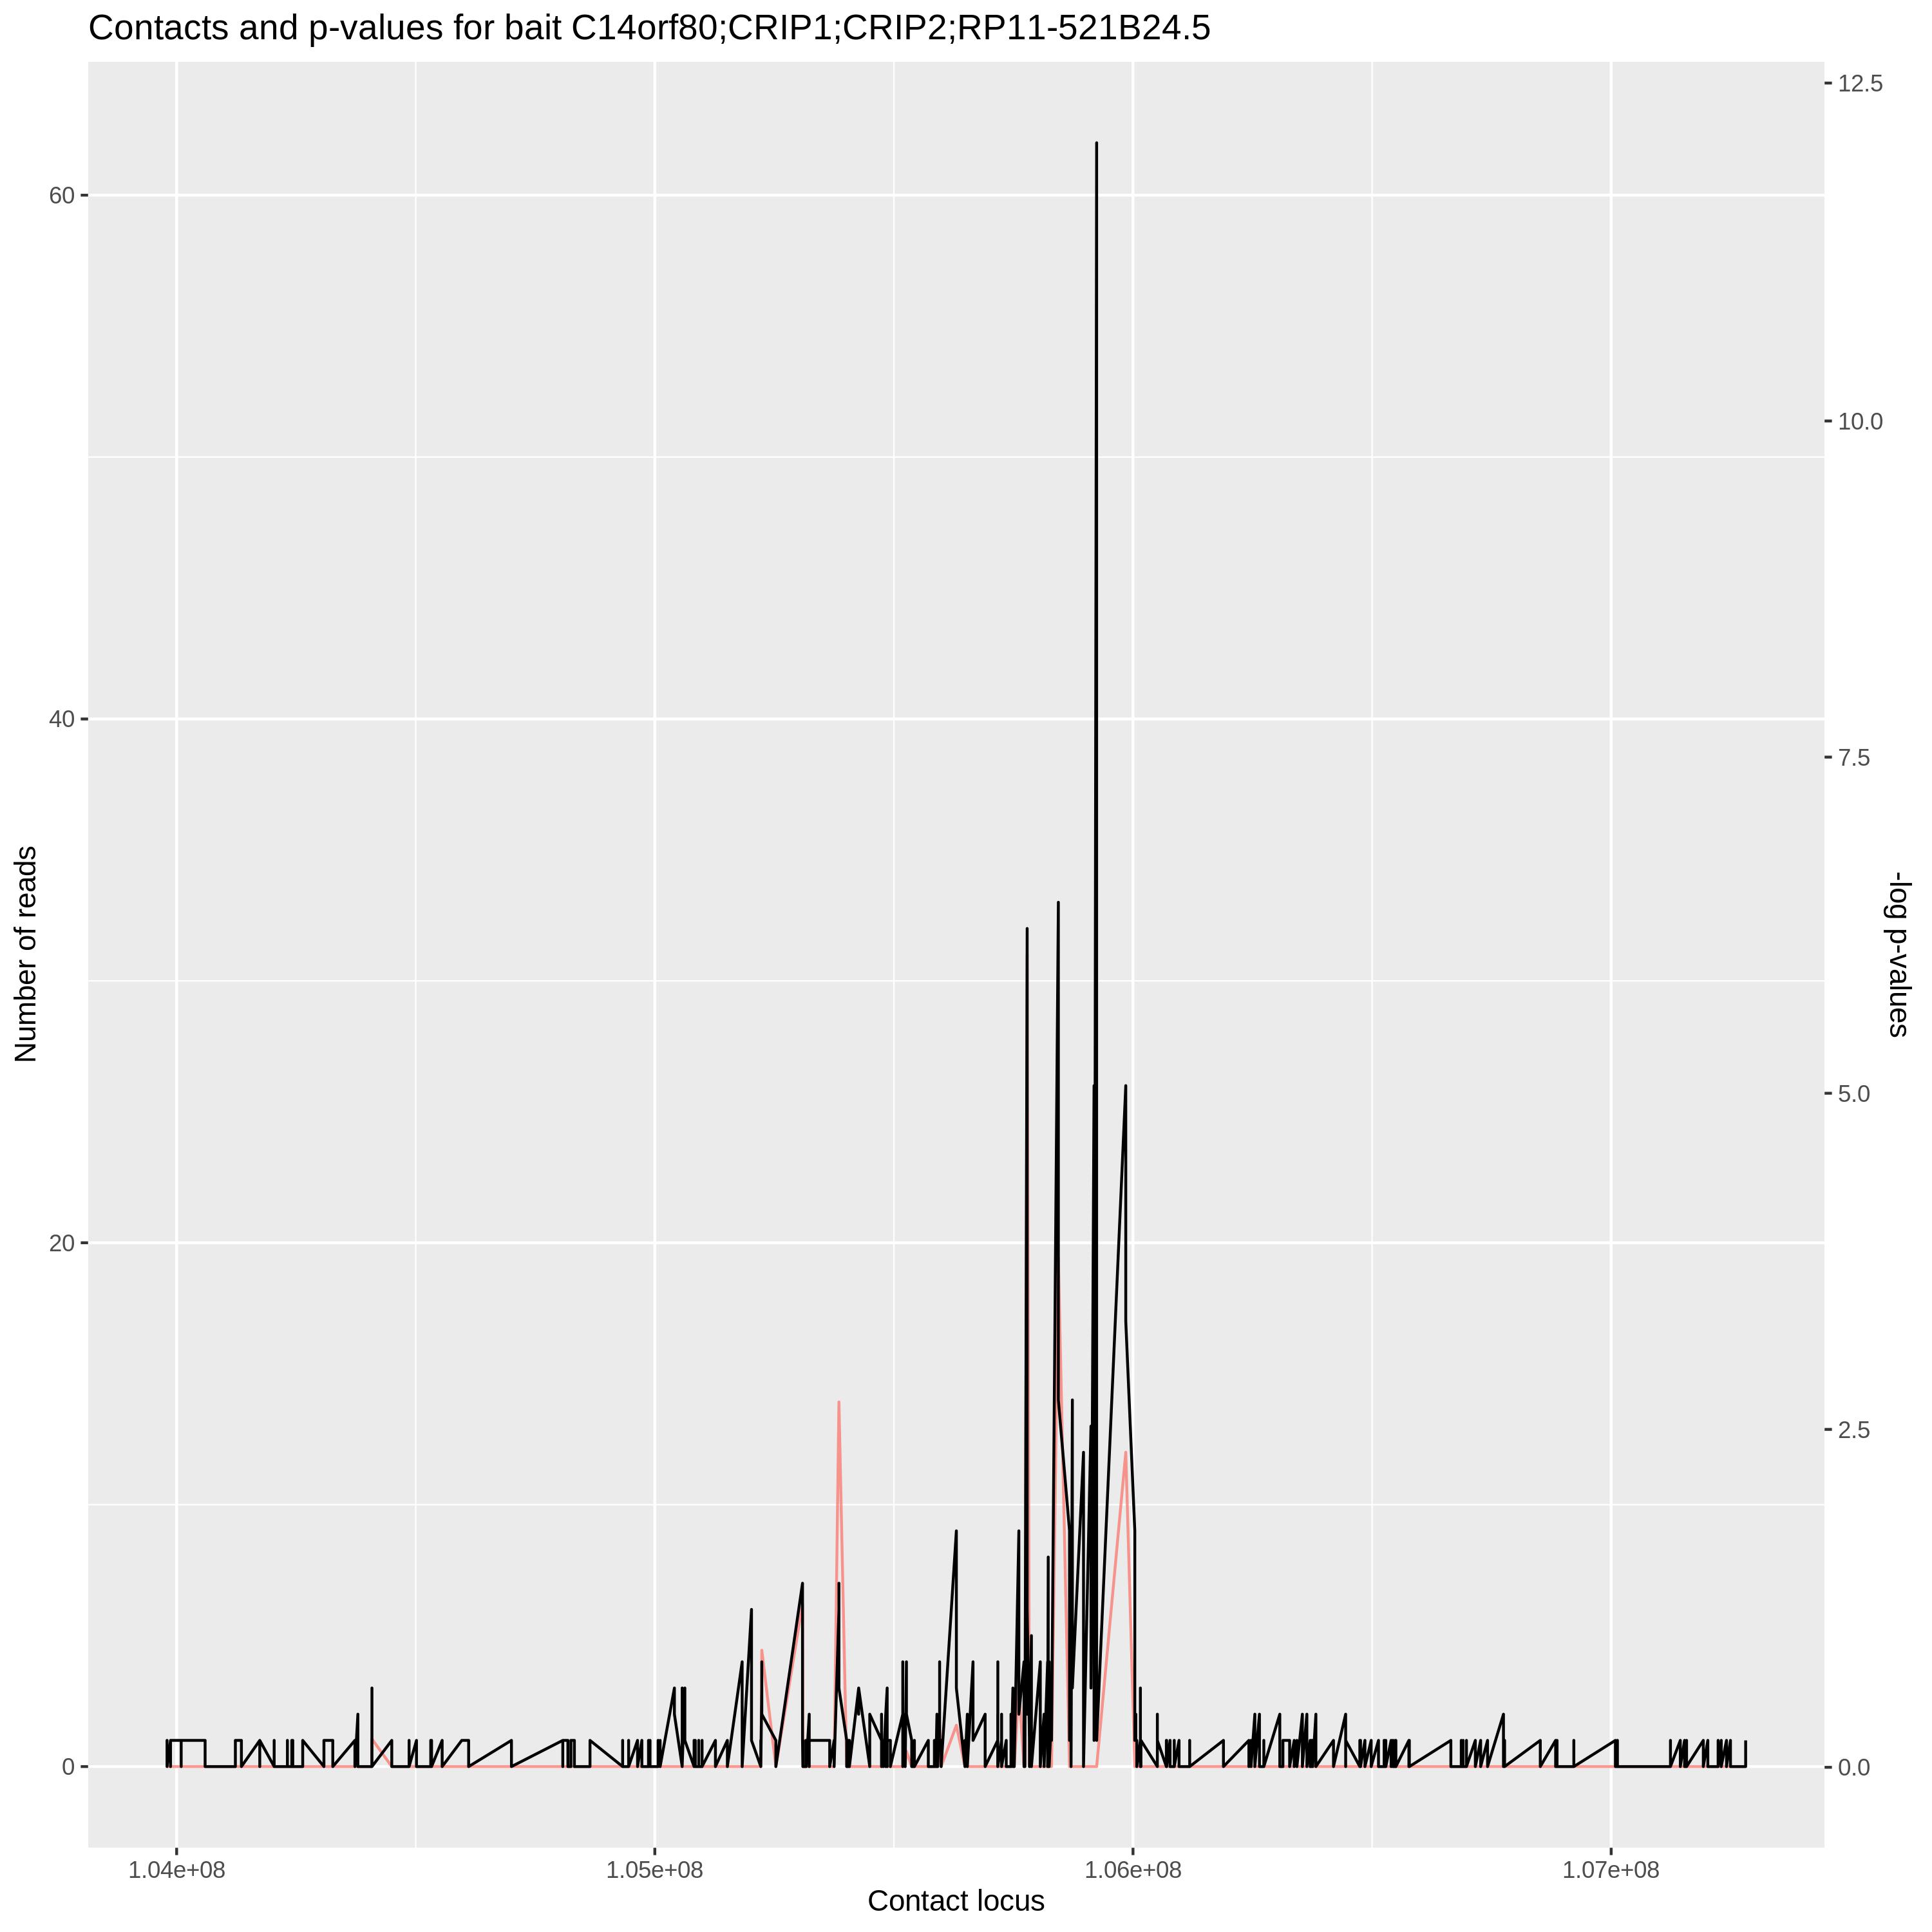 Contacts and p-values for bait C14orf80;CRIP1;CRIP2;RP11-521B24.5
12.5
60
10.0
40
7.5
Number of reads
-log p-values
5.0
20
2.5
0
0.0
1.04e+08
1.05e+08
1.06e+08
1.07e+08
Contact locus